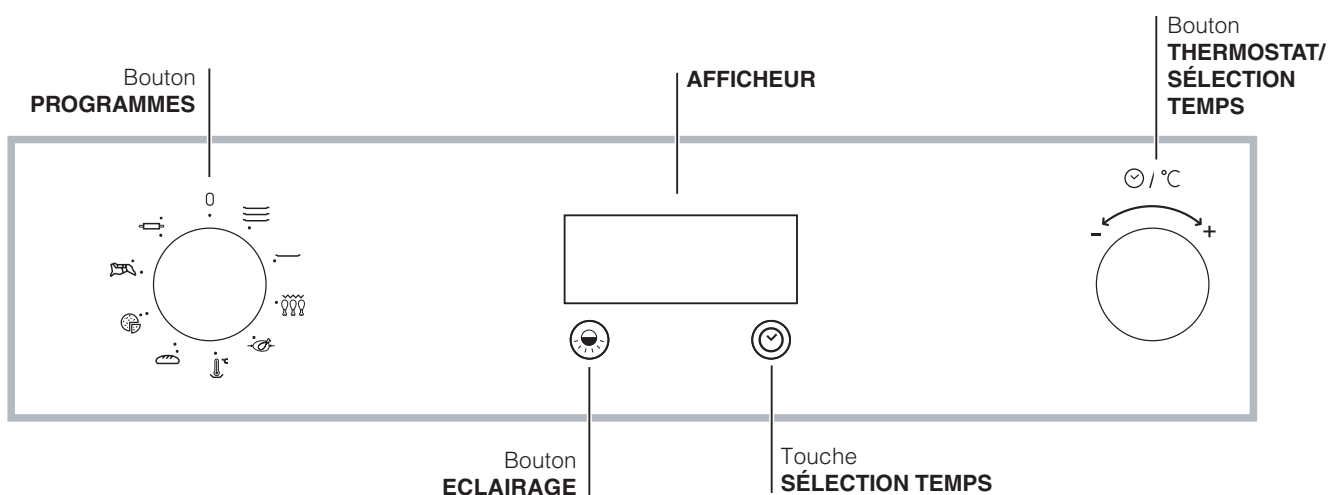 Bouton
PROGRAMMES
AFFICHEUR
Bouton
THERMOSTAT/
SÉLECTION
TEMPS
0
/ °C
- +
°C
Bouton
ECLAIRAGE
Touche
SÉLECTION TEMPS